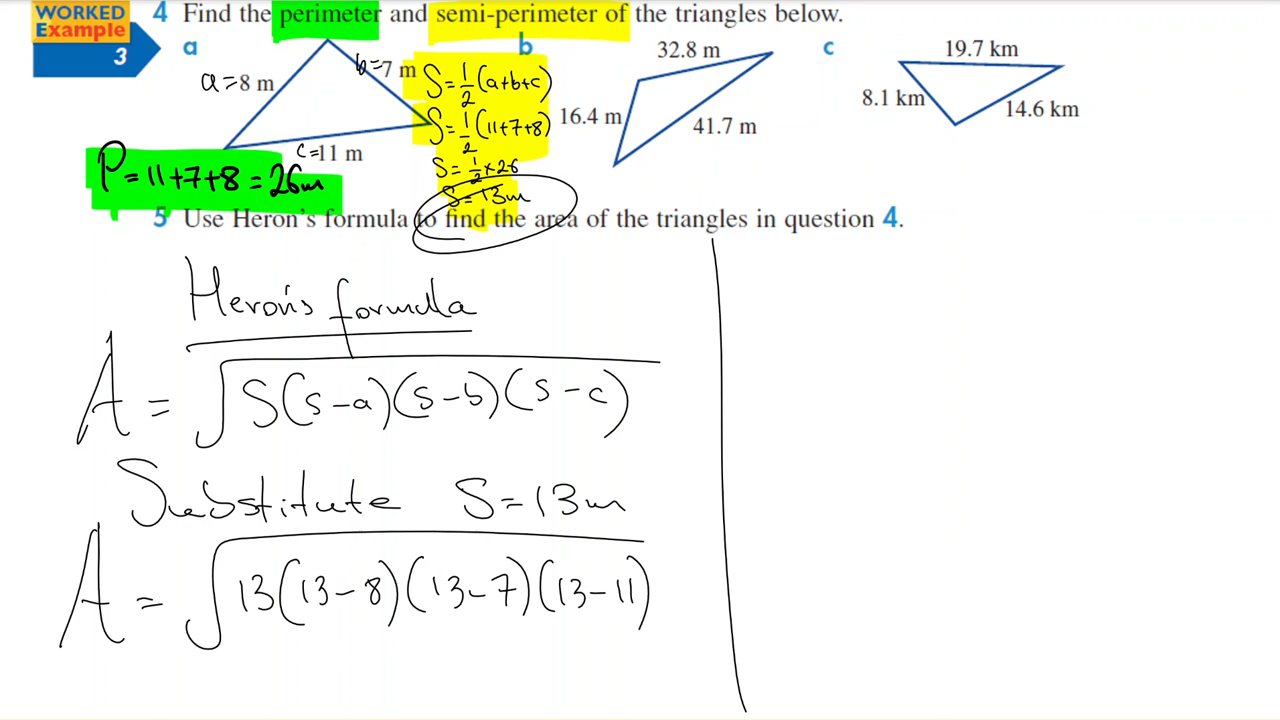 WORKED
Example
3
4 Find the perimeter and semi-perimeter of the triangles below.
a
a=8 m
b=7 m
c=11 m
P=11+7+8=26m
S=½(a+b+c)
S=½(11+7+8)
S=½×26
S=13m
b
32.8 m
16.4 m
41.7 m
c
19.7 km
8.1 km
14.6 km
5 Use Heron's formula to find the area of the triangles in question 4.
Heron's formula
A = √S(s-a)(s-b)(s-c)
Substitute S=13m
A = √13(13-8)(13-7)(13-11)